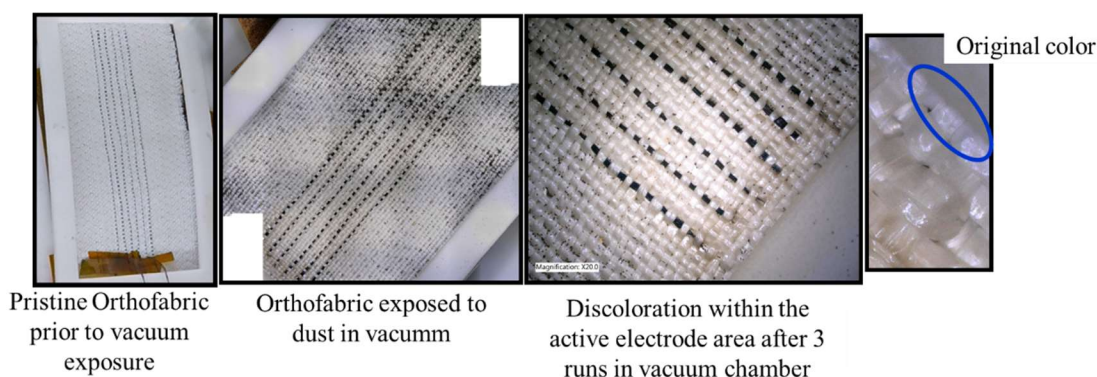 Original color
Magnification: X20.0
Pristine Orthofabric
prior to vacuum
exposure
Orthofabric exposed to
dust in vacumm
Discoloration within the
active electrode area after 3
runs in vacuum chamber